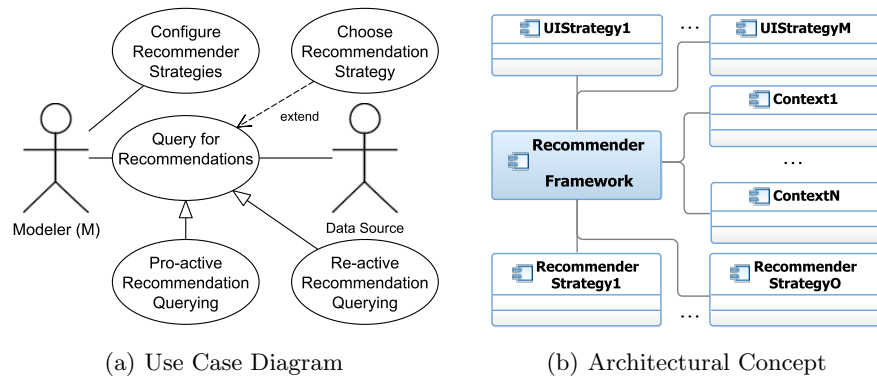 Configure
Recommender
Strategies
Choose
Recommendation
Strategy
extend
Query for
Recommendations
Modeler (M)
Data Source
Pro-active
Recommendation
Querying
Re-active
Recommendation
Querying
(a) Use Case Diagram
UIStrategy1
...
UIStrategyM
Context1
...
ContextN
Recommender
Framework
Recommender
Strategy1
...
Recommender
StrategyO
(b) Architectural Concept